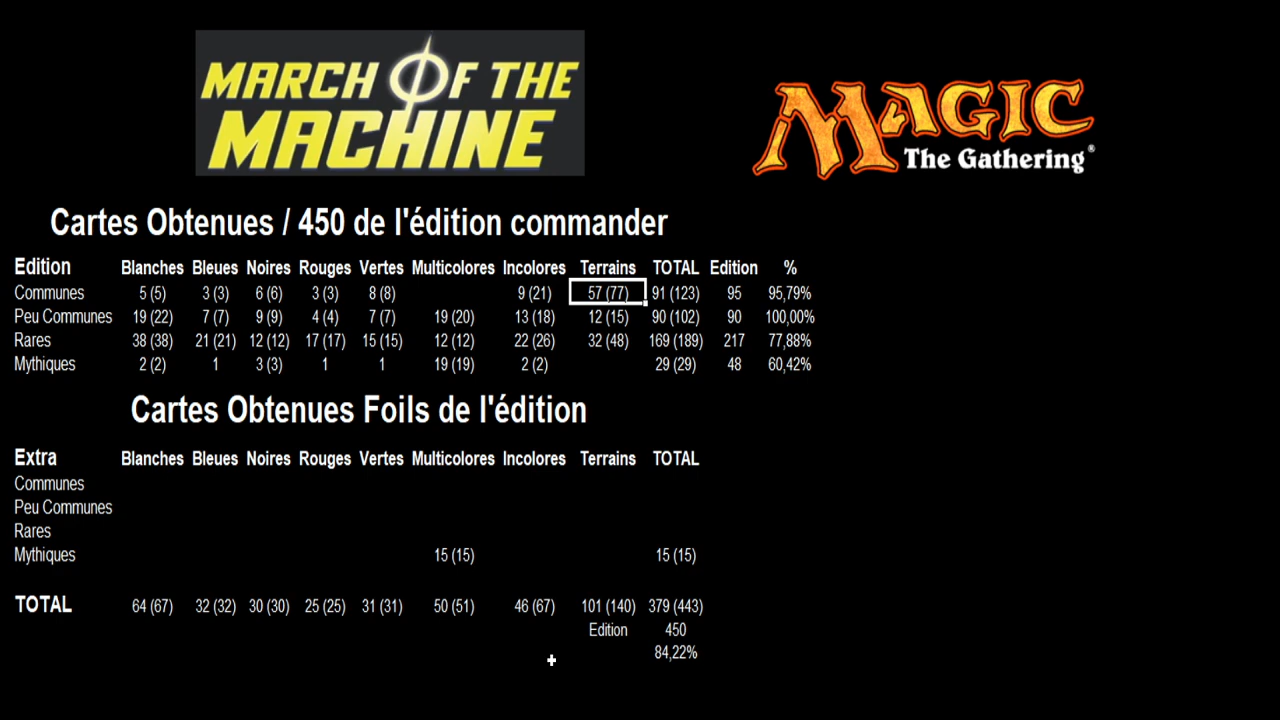 MARCH OF THE
MACHINE
MAGIC
The Gathering®
Cartes Obtenues / 450 de l'édition commander
Edition Blanches Bleues Noires Rouges Vertes Multicolores Incolores Terrains TOTAL Edition %
Communes 5 (5) 3 (3) 6 (6) 3 (3) 8 (8) 9 (21) 57 (77) 91 (123) 95 95,79%
Peu Communes 19 (22) 7 (7) 9 (9) 4 (4) 7 (7) 19 (20) 13 (18) 12 (15) 90 (102) 90 100,00%
Rares 38 (38) 21 (21) 12 (12) 17 (17) 15 (15) 12 (12) 22 (26) 32 (48) 169 (189) 217 77,88%
Mythiques 2 (2) 1 3 (3) 1 1 19 (19) 2 (2) 29 (29) 48 60,42%
Cartes Obtenues Foils de l'édition
Extra Blanches Bleues Noires Rouges Vertes Multicolores Incolores Terrains TOTAL
Communes
Peu Communes
Rares
Mythiques 15 (15) 15 (15)
TOTAL 64 (67) 32 (32) 30 (30) 25 (25) 31 (31) 50 (51) 46 (67) 101 (140) 379 (443)
Edition 450
84,22%